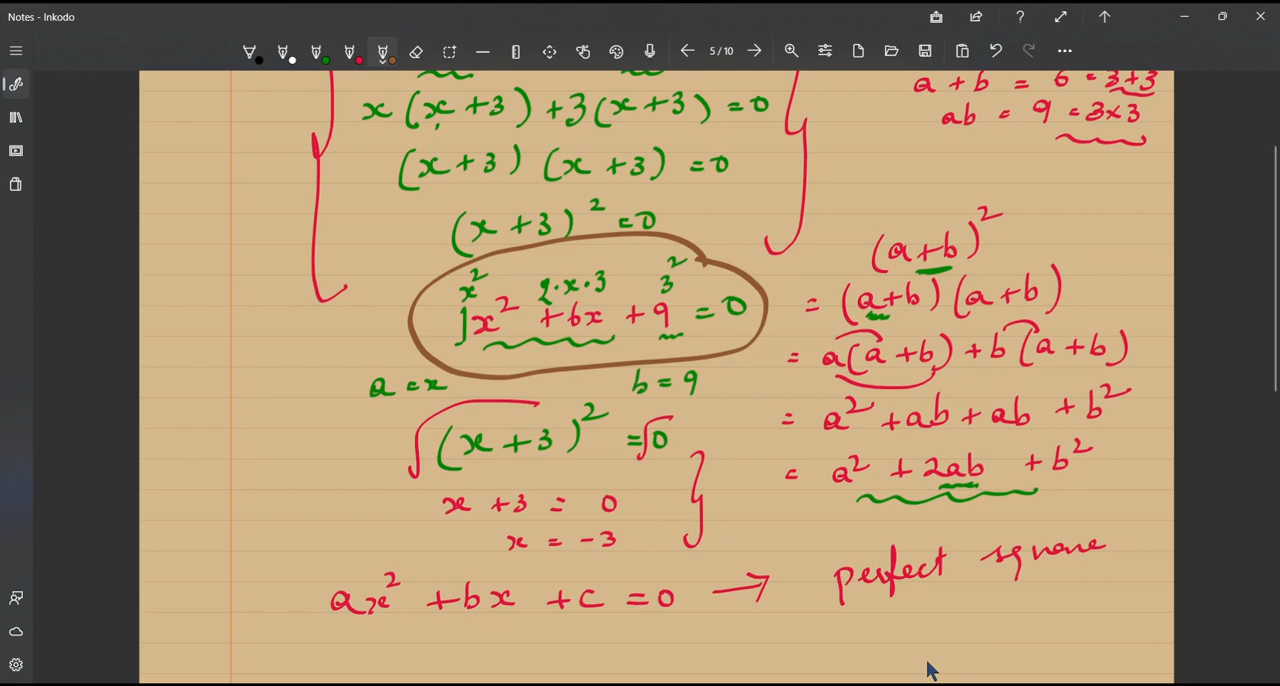 Notes - Inkodo
5/10
x(x+3)+3(x+3)=0
(x+3)(x+3)=0
(x+3)²=0
x² 2·x·3 3²
x²+6x+9=0
a=x b=9
√(x+3)²=√0
x+3=0
x=-3
ax²+bx+c=0 → perfect square
a+b=6=3+3
ab=9=3×3
(a+b)²
=(a+b)(a+b)
=a(a+b)+b(a+b)
=a²+ab+ab+b²
=a²+2ab+b²